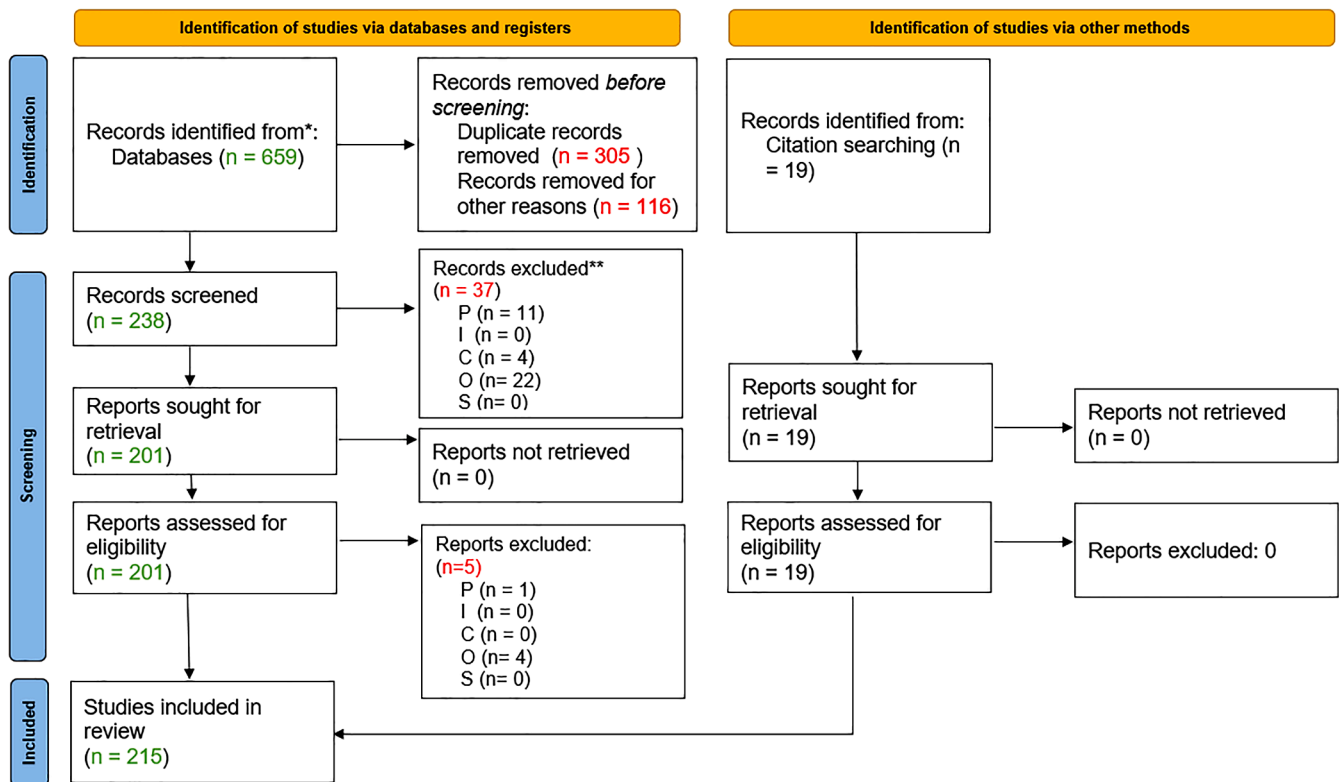 Identification of studies via databases and registers
Identification of studies via other methods
Identification
Records identified from*:
Databases (n = 659)
Records removed before
screening:
Duplicate records
removed (n = 305 )
Records removed for
other reasons (n = 116)
Records identified from:
Citation searching (n
= 19)
Screening
Records screened
(n = 238)
Records excluded**
(n = 37)
P (n = 11)
I (n = 0)
C (n = 4)
O (n= 22)
S (n= 0)
Reports sought for
retrieval
(n = 201)
Reports not retrieved
(n = 0)
Reports sought for
retrieval
(n = 19)
Reports not retrieved
(n = 0)
Reports assessed for
eligibility
(n = 201)
Reports excluded:
(n=5)
P (n = 1)
I (n = 0)
C (n = 0)
O (n= 4)
S (n= 0)
Reports assessed for
eligibility
(n = 19)
Reports excluded: 0
Included
Studies included in
review
(n = 215)